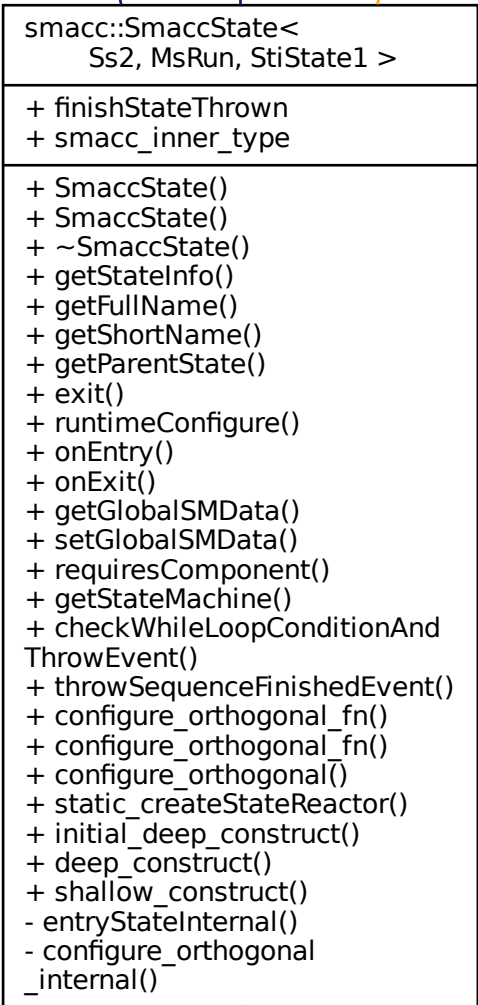 smacc::SmaccState<
Ss2, MsRun, StiState1 >
+ finishStateThrown
+ smacc_inner_type
+ SmaccState()
+ SmaccState()
+ ~SmaccState()
+ getStateInfo()
+ getFullName()
+ getShortName()
+ getParentState()
+ exit()
+ runtimeConfigure()
+ onEntry()
+ onExit()
+ getGlobalSMData()
+ setGlobalSMData()
+ requiresComponent()
+ getStateMachine()
+ checkWhileLoopConditionAnd
ThrowEvent()
+ throwSequenceFinishedEvent()
+ configure_orthogonal_fn()
+ configure_orthogonal_fn()
+ configure_orthogonal()
+ static_createStateReactor()
+ initial_deep_construct()
+ deep_construct()
+ shallow_construct()
- entryStateInternal()
- configure_orthogonal
_internal()